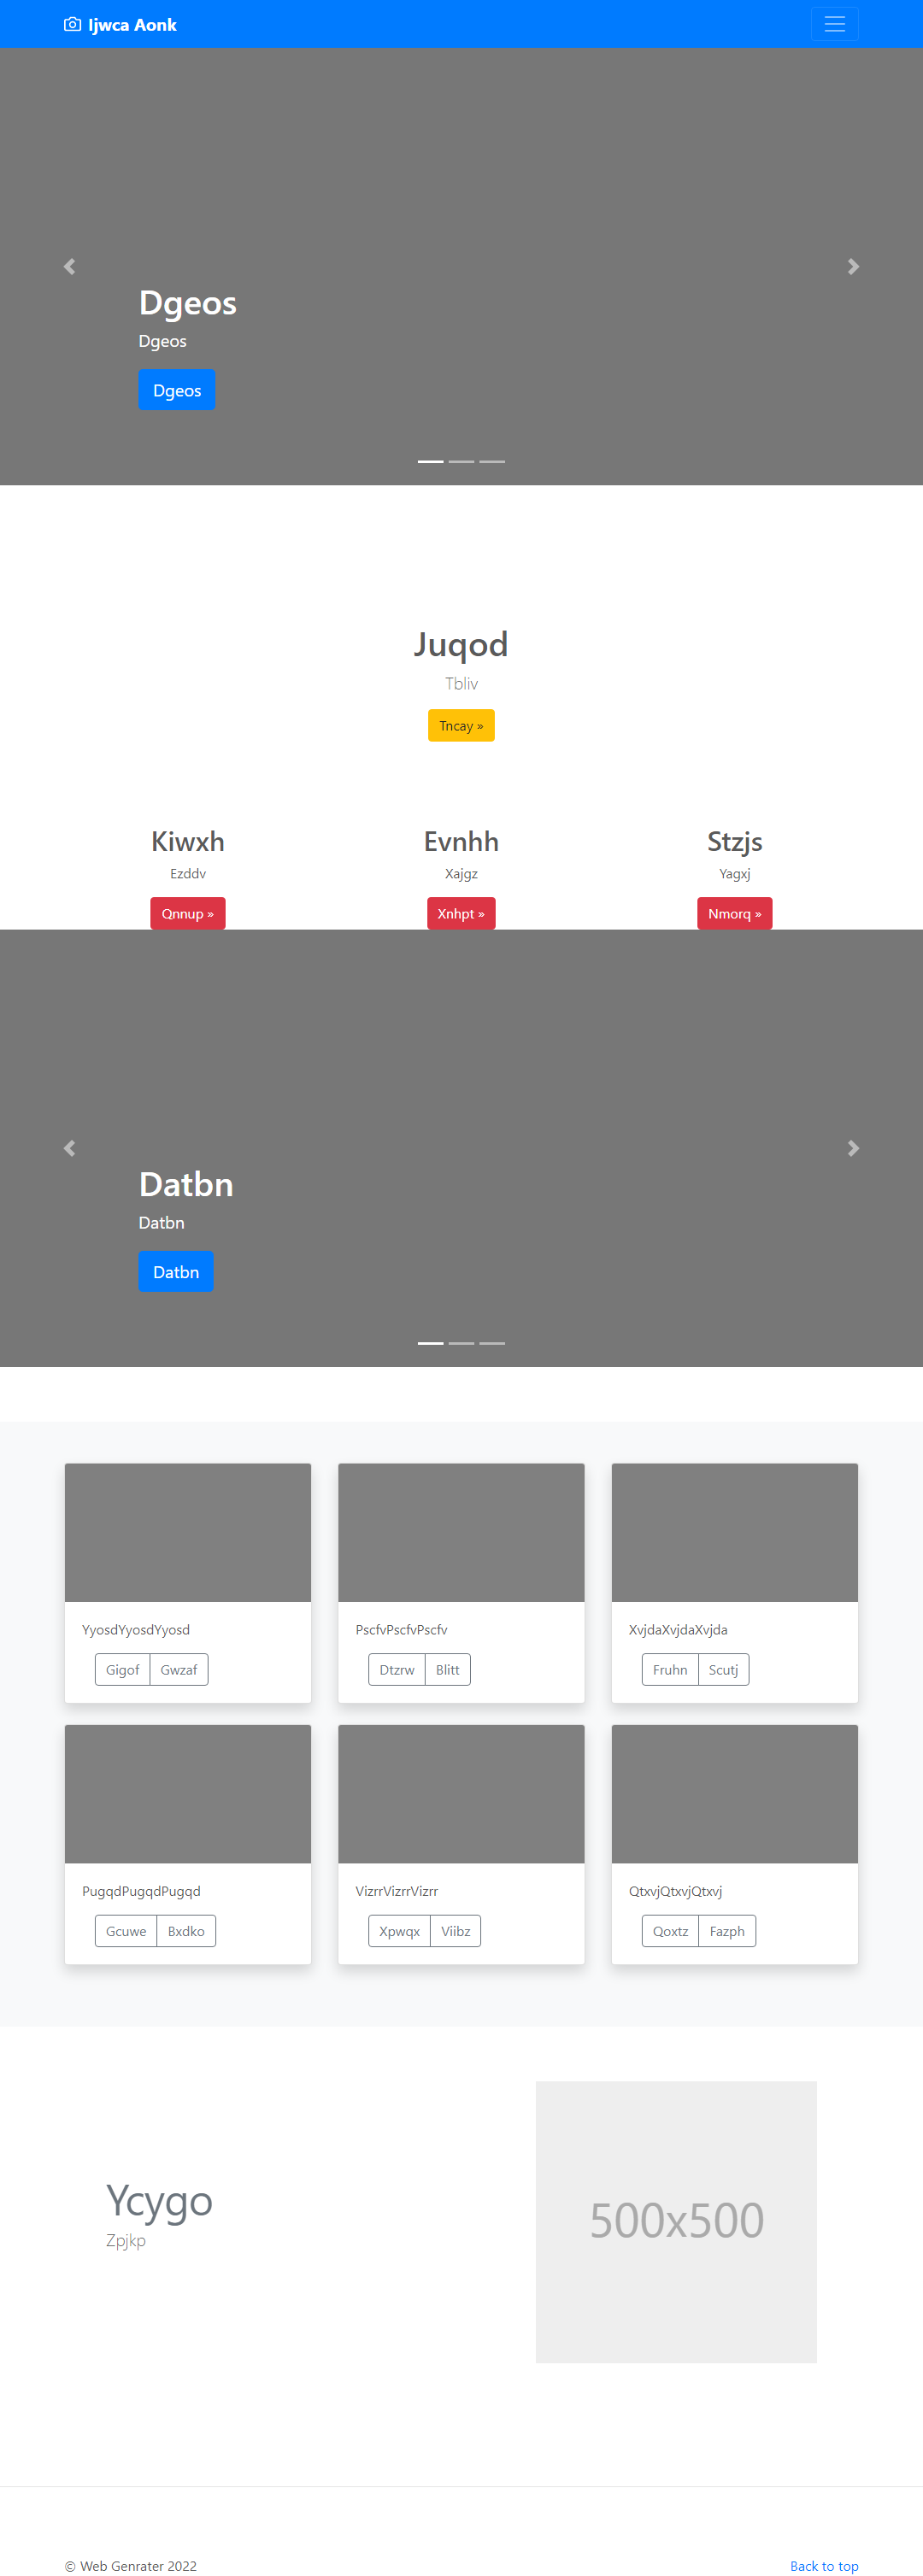 Ijwca Aonk
Dgeos
Dgeos
Dgeos
Juqod
Tbliv
Tncay »
Kiwxh
Ezddv
Qnnup »
Evnhh
Xajgz
Xnhpt »
Stzjs
Yagxj
Nmorq »
Datbn
Datbn
Datbn
YyosdYyosdYyosd
Gigof Gwzaf
PscfvPscfvPscfv
Dtzrw Blitt
XvjdaXvjdaXvjda
Fruhn Scutj
PugqdPugqdPugqd
Gcuwe Bxdko
VizrrVizrrVizrr
Xpwqx Viibz
QtxvjQtxvjQtxvj
Qoxtz Fazph
Ycygo
Zpjkp
500x500
© Web Genrater 2022
Back to top